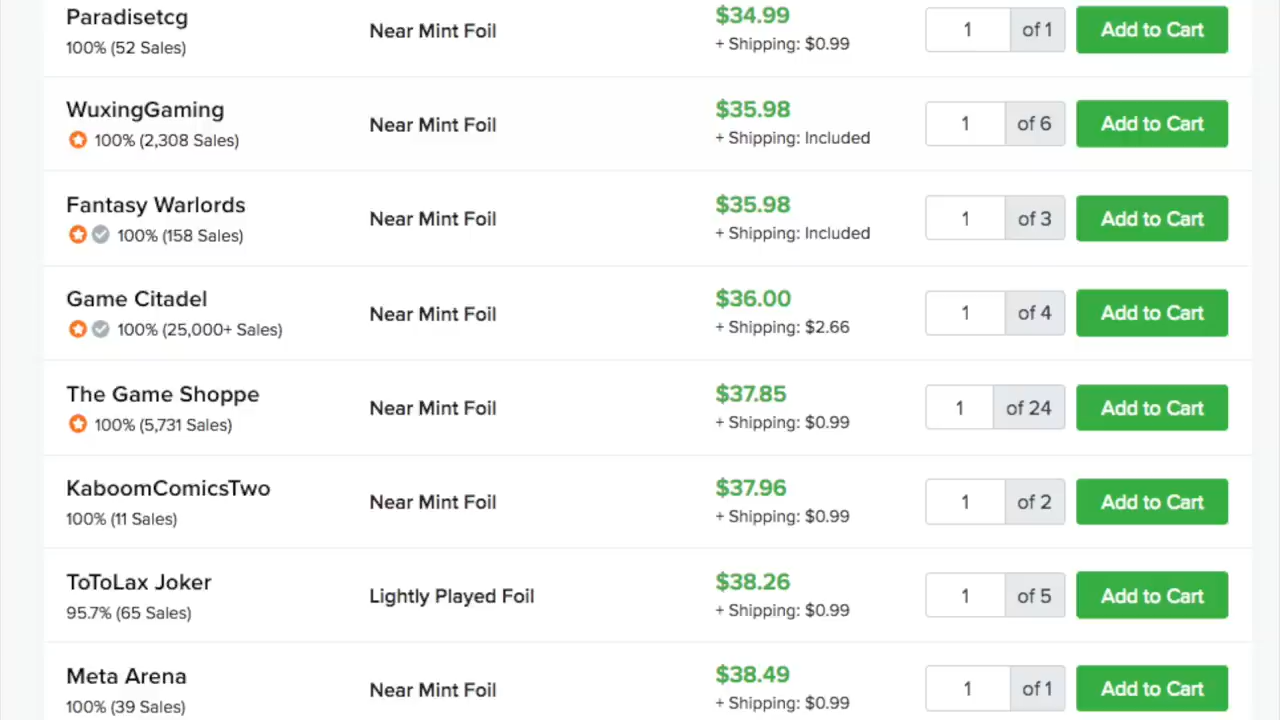 Paradisetcg
100% (52 Sales)
Near Mint Foil
$34.99
+ Shipping: $0.99
1 of 1
Add to Cart
WuxingGaming
100% (2,308 Sales)
Near Mint Foil
$35.98
+ Shipping: Included
1 of 6
Add to Cart
Fantasy Warlords
100% (158 Sales)
Near Mint Foil
$35.98
+ Shipping: Included
1 of 3
Add to Cart
Game Citadel
100% (25,000+ Sales)
Near Mint Foil
$36.00
+ Shipping: $2.66
1 of 4
Add to Cart
The Game Shoppe
100% (5,731 Sales)
Near Mint Foil
$37.85
+ Shipping: $0.99
1 of 24
Add to Cart
KaboomComicsTwo
100% (11 Sales)
Near Mint Foil
$37.96
+ Shipping: $0.99
1 of 2
Add to Cart
ToToLax Joker
95.7% (65 Sales)
Lightly Played Foil
$38.26
+ Shipping: $0.99
1 of 5
Add to Cart
Meta Arena
100% (39 Sales)
Near Mint Foil
$38.49
+ Shipping: $0.99
1 of 1
Add to Cart